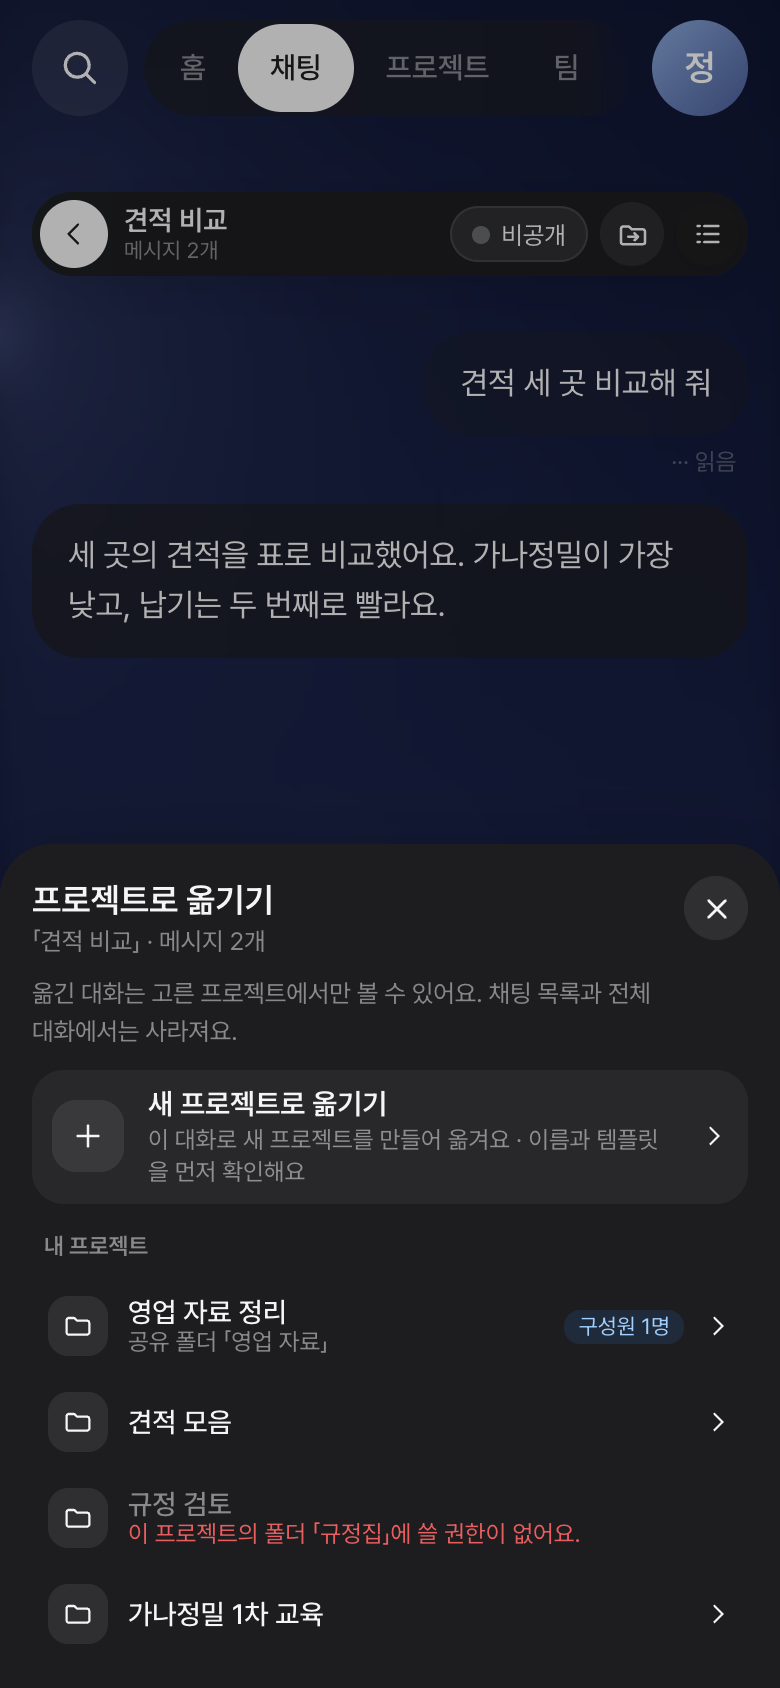 홈 채팅 프로젝트 팀 정
견적 비교
메시지 2개
비공개
견적 세 곳 비교해 줘
··· 읽음
세 곳의 견적을 표로 비교했어요. 가나정밀이 가장
낮고, 납기는 두 번째로 빨라요.
프로젝트로 옮기기
「견적 비교」 · 메시지 2개
옮긴 대화는 고른 프로젝트에서만 볼 수 있어요. 채팅 목록과 전체
대화에서는 사라져요.
새 프로젝트로 옮기기
이 대화로 새 프로젝트를 만들어 옮겨요 · 이름과 템플릿
을 먼저 확인해요
내 프로젝트
영업 자료 정리
공유 폴더 「영업 자료」
구성원 1명
견적 모음
규정 검토
이 프로젝트의 폴더 「규정집」에 쓸 권한이 없어요.
가나정밀 1차 교육